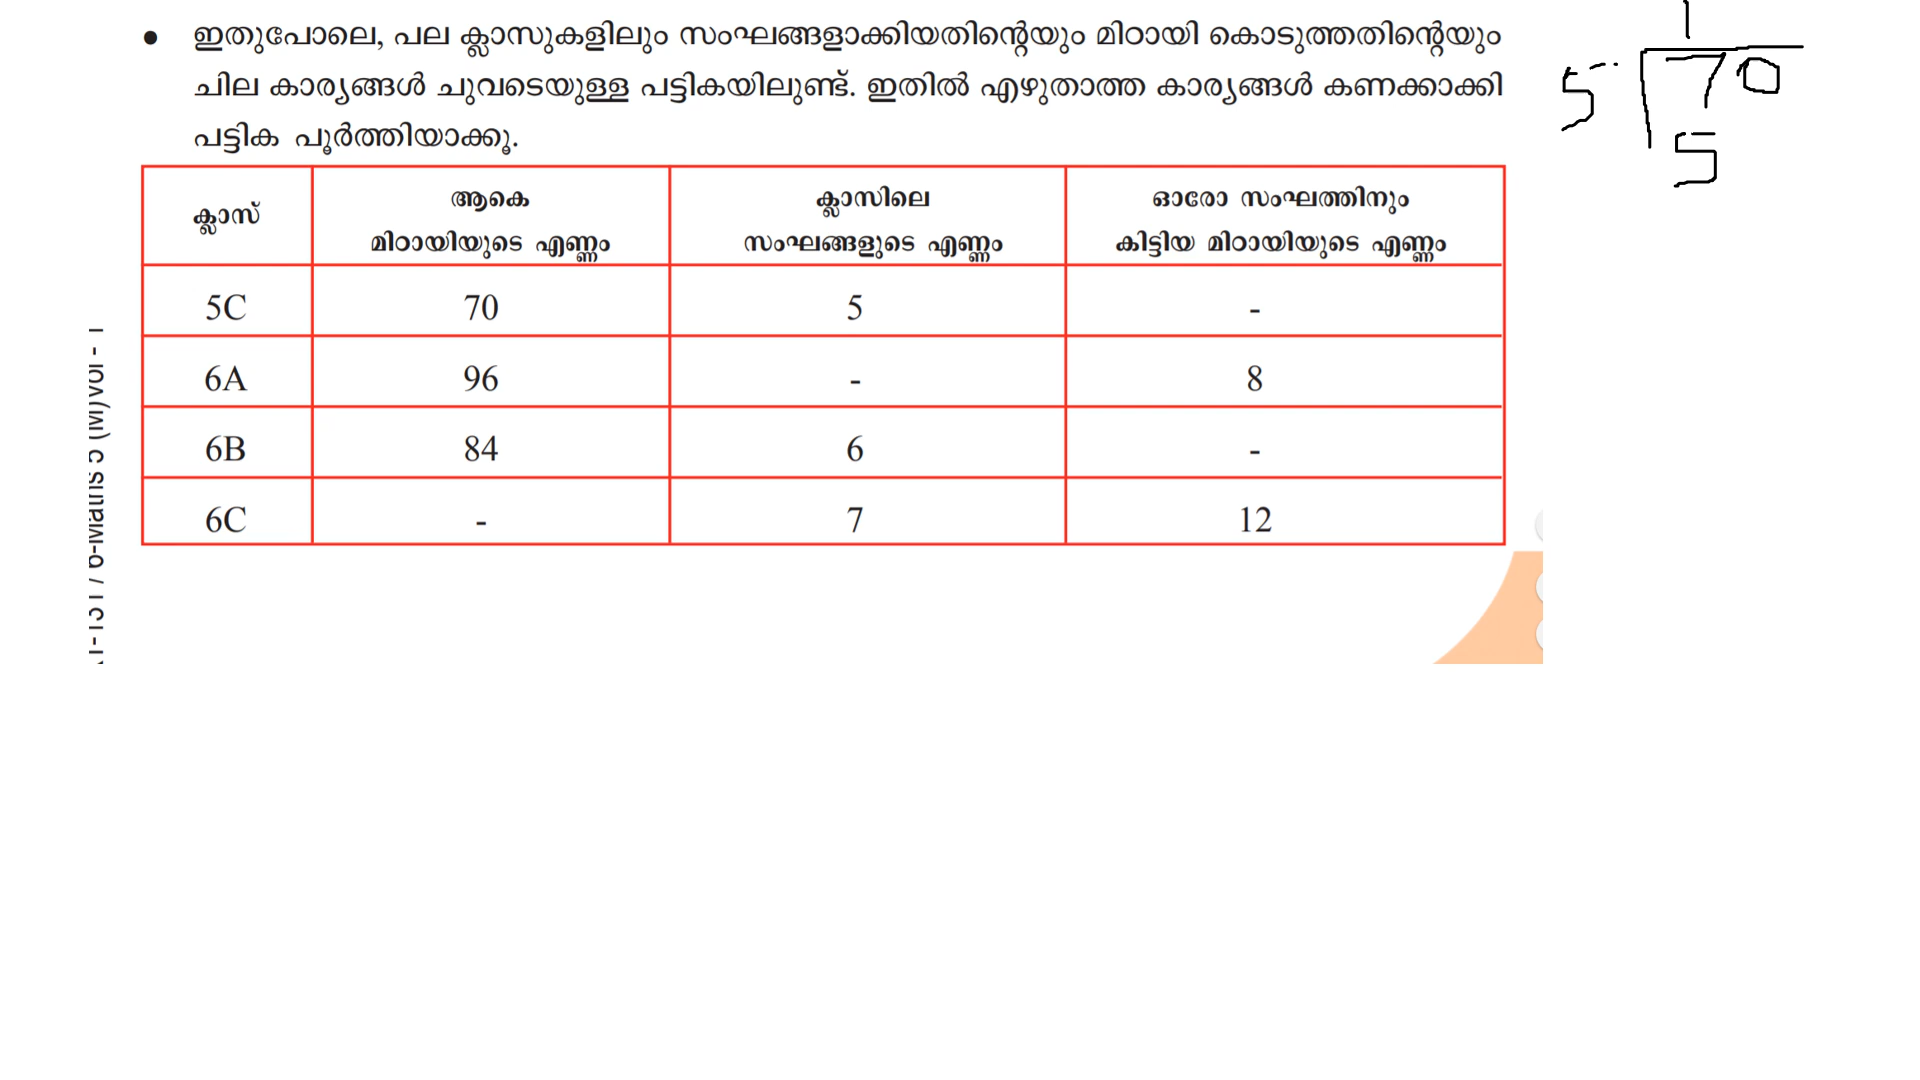 • ഇതുപോലെ, പല ക്ലാസുകളിലും സംഘങ്ങളാക്കിയതിന്റെയും മിഠായി കൊടുത്തതിന്റെയും
ചില കാര്യങ്ങൾ ചുവടെയുള്ള പട്ടികയിലുണ്ട്. ഇതിൽ എഴുതാത്ത കാര്യങ്ങൾ കണക്കാക്കി
പട്ടിക പൂർത്തിയാക്കൂ.
ക്ലാസ് ആകെ മിഠായിയുടെ എണ്ണം ക്ലാസിലെ സംഘങ്ങളുടെ എണ്ണം ഓരോ സംഘത്തിനും കിട്ടിയ മിഠായിയുടെ എണ്ണം
5C 70 5 -
6A 96 - 8
6B 84 6 -
6C - 7 12
1
5 70
5